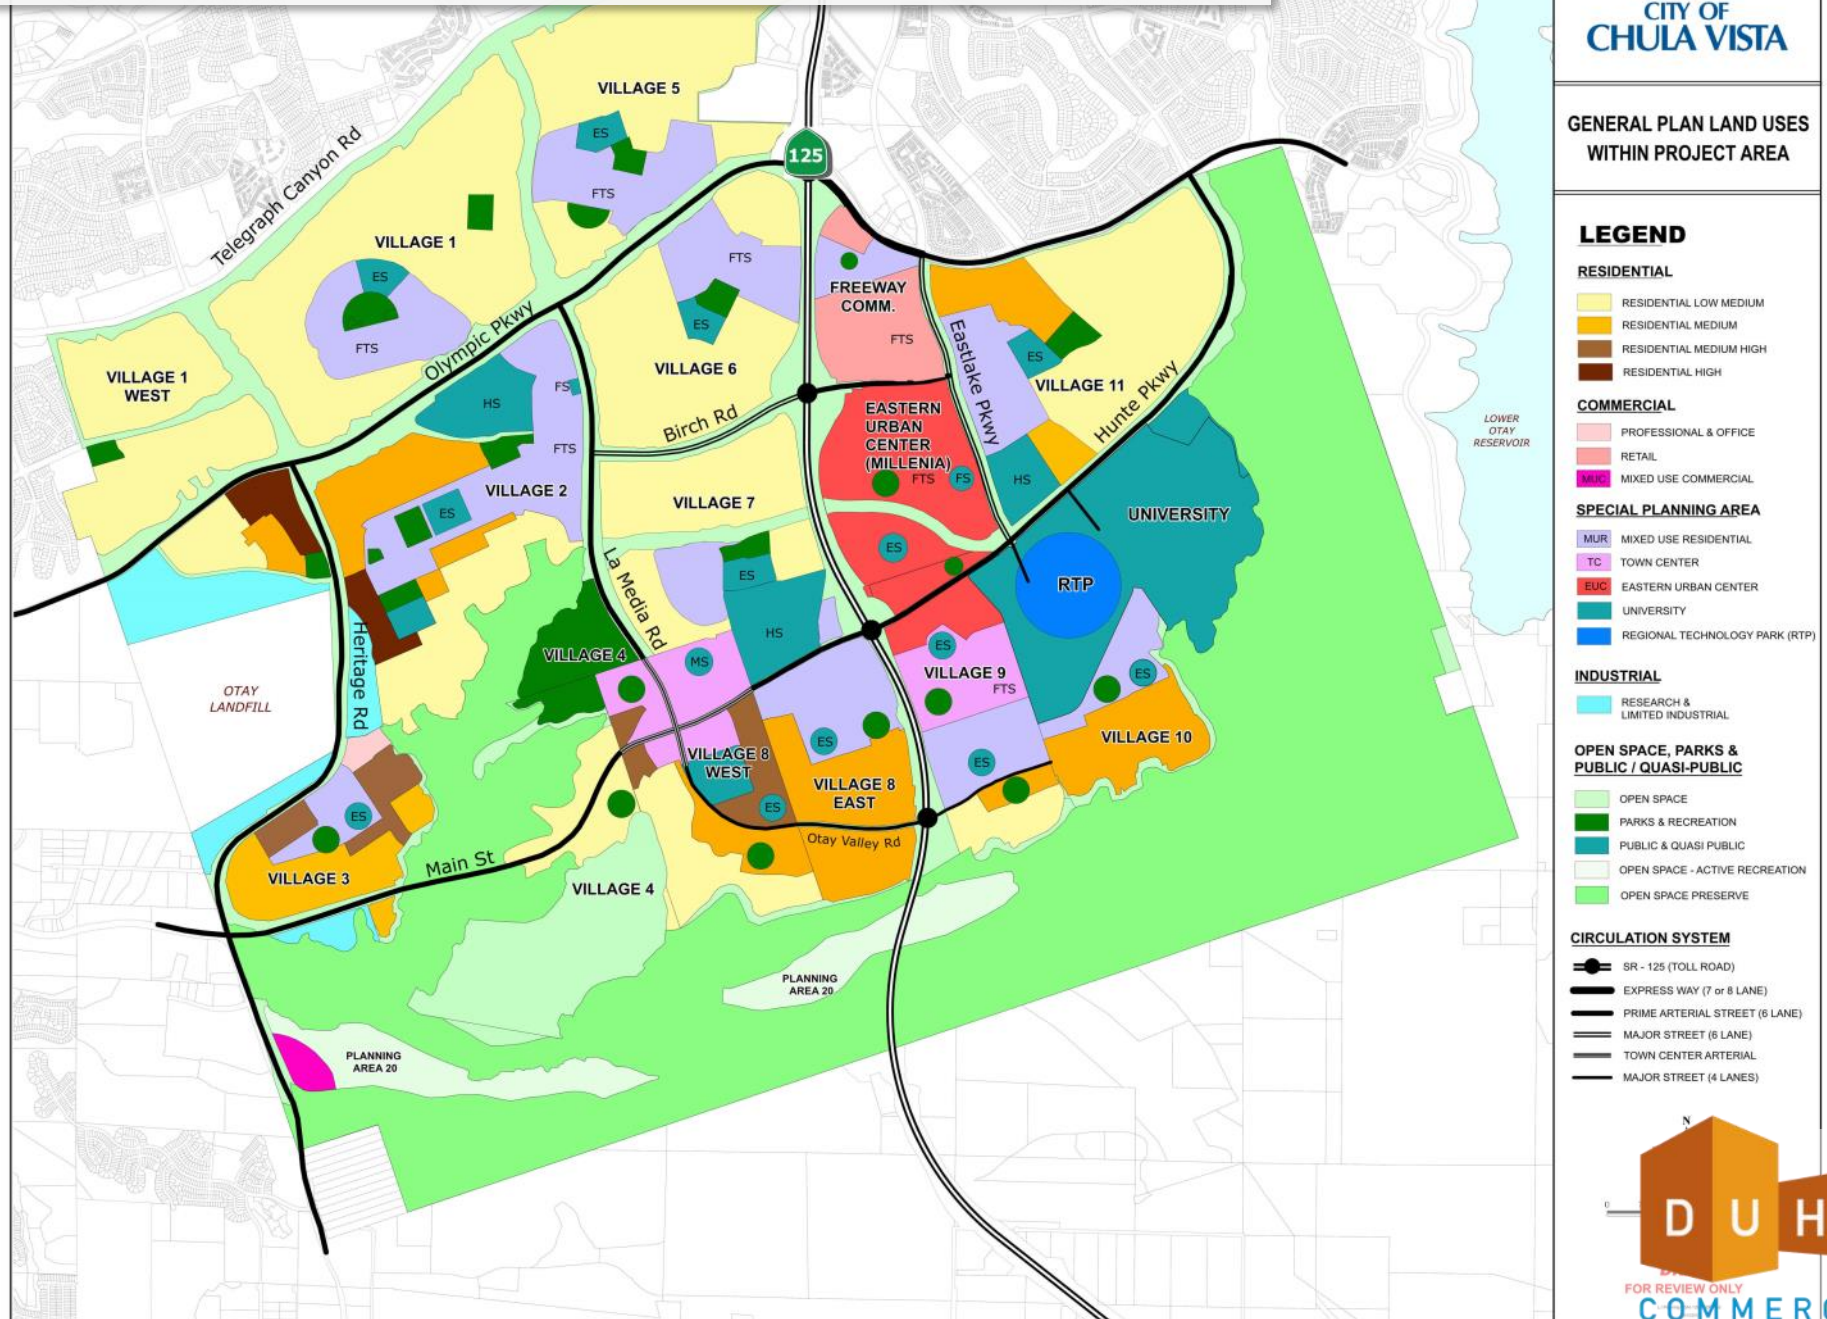 CITY OF
CHULA VISTA
GENERAL PLAN LAND USES
WITHIN PROJECT AREA
LEGEND
RESIDENTIAL
RESIDENTIAL LOW MEDIUM
RESIDENTIAL MEDIUM
RESIDENTIAL MEDIUM HIGH
RESIDENTIAL HIGH
COMMERCIAL
PROFESSIONAL & OFFICE
RETAIL
MUC MIXED USE COMMERCIAL
SPECIAL PLANNING AREA
MUR MIXED USE RESIDENTIAL
TC TOWN CENTER
EUC EASTERN URBAN CENTER
UNIVERSITY
REGIONAL TECHNOLOGY PARK (RTP)
INDUSTRIAL
RESEARCH &
LIMITED INDUSTRIAL
OPEN SPACE, PARKS &
PUBLIC / QUASI-PUBLIC
OPEN SPACE
PARKS & RECREATION
PUBLIC & QUASI PUBLIC
OPEN SPACE - ACTIVE RECREATION
OPEN SPACE PRESERVE
CIRCULATION SYSTEM
SR - 125 (TOLL ROAD)
EXPRESS WAY (7 or 8 LANE)
PRIME ARTERIAL STREET (6 LANE)
MAJOR STREET (6 LANE)
TOWN CENTER ARTERIAL
MAJOR STREET (4 LANES)
N
0
D U H
FOR REVIEW ONLY
COMMERC
VILLAGE 5
ES
FTS
125
Telegraph Canyon Rd
VILLAGE 1
ES
FTS
Olympic Pkwy
VILLAGE 1
WEST
FTS
ES
VILLAGE 6
Birch Rd
FREEWAY
COMM.
FTS
Eastlake Pkwy
ES
VILLAGE 11
Hunte Pkwy
HS
LOWER
OTAY
RESERVOIR
HS
FS
FTS
VILLAGE 2
ES
EASTERN
URBAN
CENTER
(MILLENIA)
FTS
FS
ES
VILLAGE 7
ES
HS
La Media Rd
UNIVERSITY
RTP
Heritage Rd
OTAY
LANDFILL
VILLAGE 4
MS
ES
VILLAGE 9
FTS
ES
ES
VILLAGE 10
VILLAGE 8
WEST
ES
ES
VILLAGE 8
EAST
Otay Valley Rd
ES
VILLAGE 3
Main St
VILLAGE 4
PLANNING
AREA 20
PLANNING
AREA 20